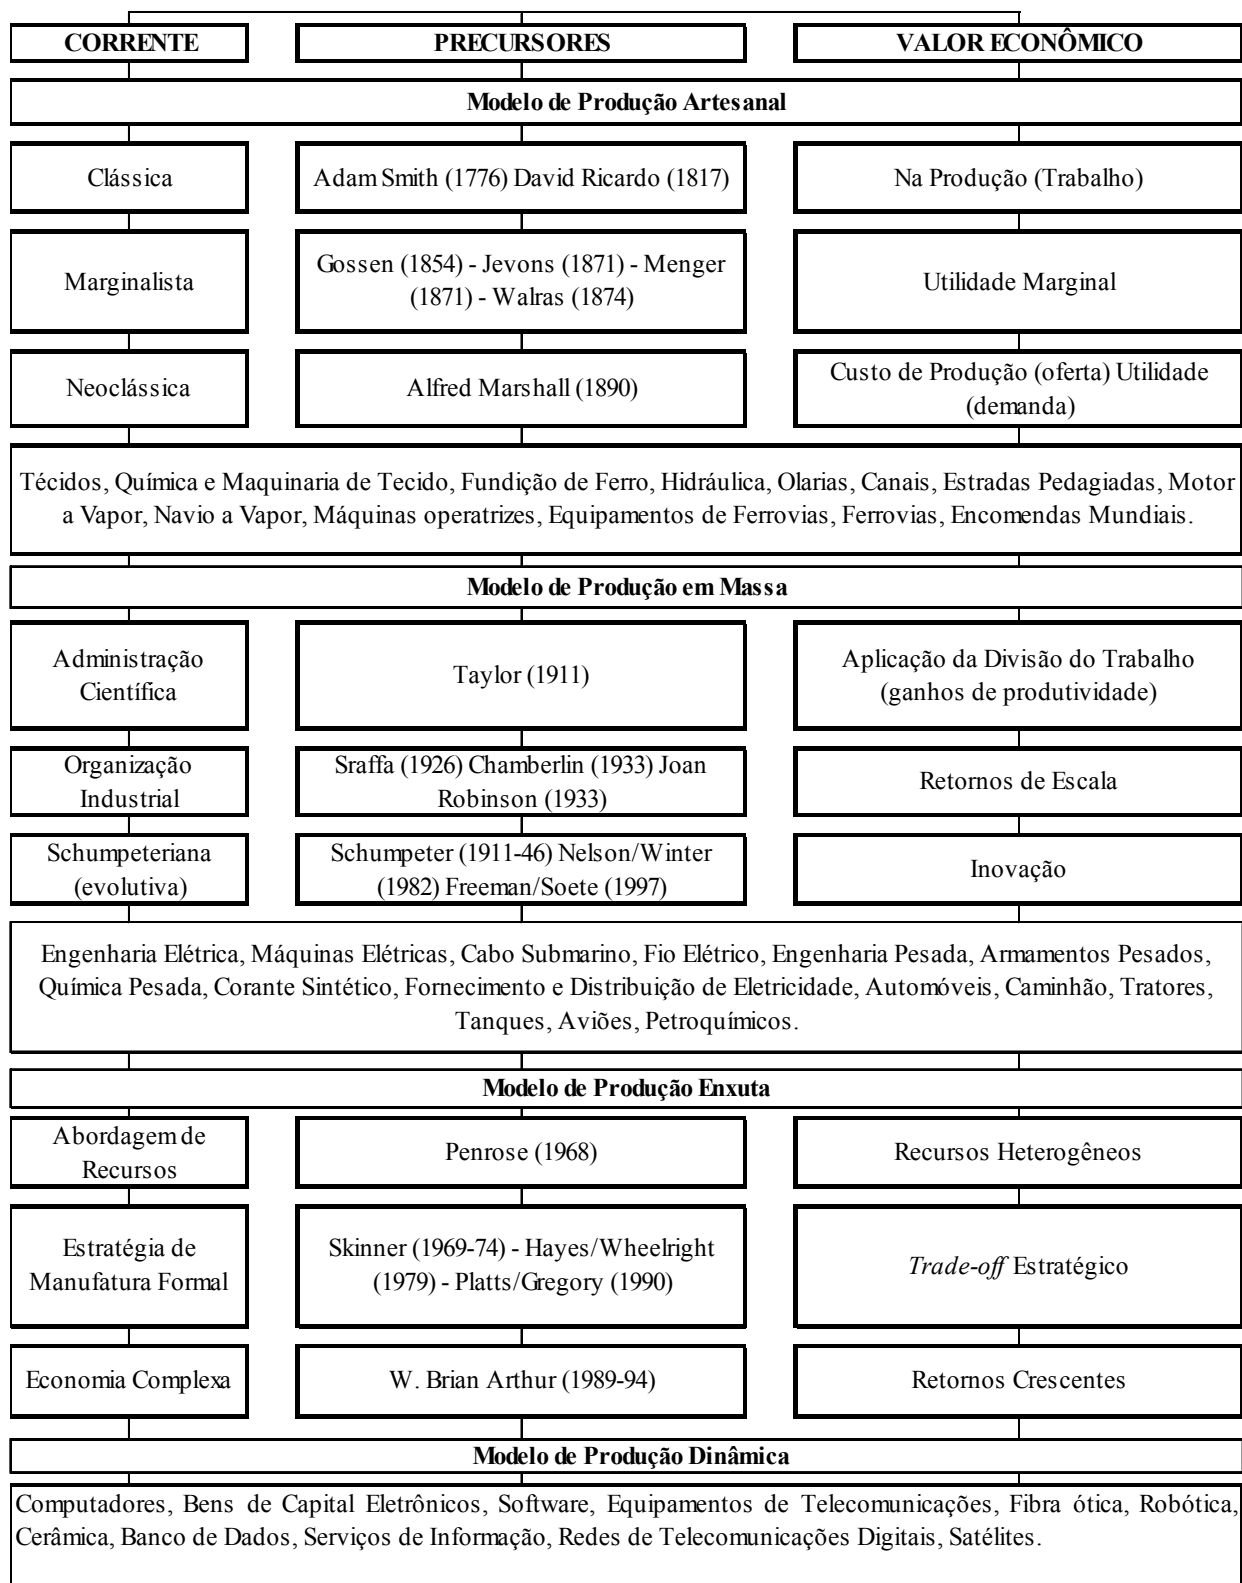 CORRENTE PRECURSORES VALOR ECONÔMICO
Modelo de Produção Artesanal
Clássica
Adam Smith (1776) David Ricardo (1817)
Na Produção (Trabalho)
Marginalista
Gossen (1854) - Jevons (1871) - Menger
(1871) - Walras (1874)
Utilidade Marginal
Neoclássica
Alfred Marshall (1890)
Custo de Produção (oferta) Utilidade
(demanda)
Técidos, Química e Maquinaria de Tecido, Fundição de Ferro, Hidráulica, Olarias, Canais, Estradas Pedagiadas, Motor
a Vapor, Navio a Vapor, Máquinas operatrizes, Equipamentos de Ferrovias, Ferrovias, Encomendas Mundiais.
Modelo de Produção em Massa
Administração
Científica
Taylor (1911)
Aplicação da Divisão do Trabalho
(ganhos de produtividade)
Organização
Industrial
Sraffa (1926) Chamberlin (1933) Joan
Robinson (1933)
Retornos de Escala
Schumpeteriana
(evolutiva)
Schumpeter (1911-46) Nelson/Winter
(1982) Freeman/Soete (1997)
Inovação
Engenharia Elétrica, Máquinas Elétricas, Cabo Submarino, Fio Elétrico, Engenharia Pesada, Armamentos Pesados,
Química Pesada, Corante Sintético, Fornecimento e Distribuição de Eletricidade, Automóveis, Caminhão, Tratores,
Tanques, Aviões, Petroquímicos.
Modelo de Produção Enxuta
Abordagem de
Recursos
Penrose (1968)
Recursos Heterogêneos
Estratégia de
Manufatura Formal
Skinner (1969-74) - Hayes/Wheelright
(1979) - Platts/Gregory (1990)
Trade-off Estratégico
Economia Complexa
W. Brian Arthur (1989-94)
Retornos Crescentes
Modelo de Produção Dinâmica
Computadores, Bens de Capital Eletrônicos, Software, Equipamentos de Telecomunicações, Fibra ótica, Robótica,
Cerâmica, Banco de Dados, Serviços de Informação, Redes de Telecomunicações Digitais, Satélites.